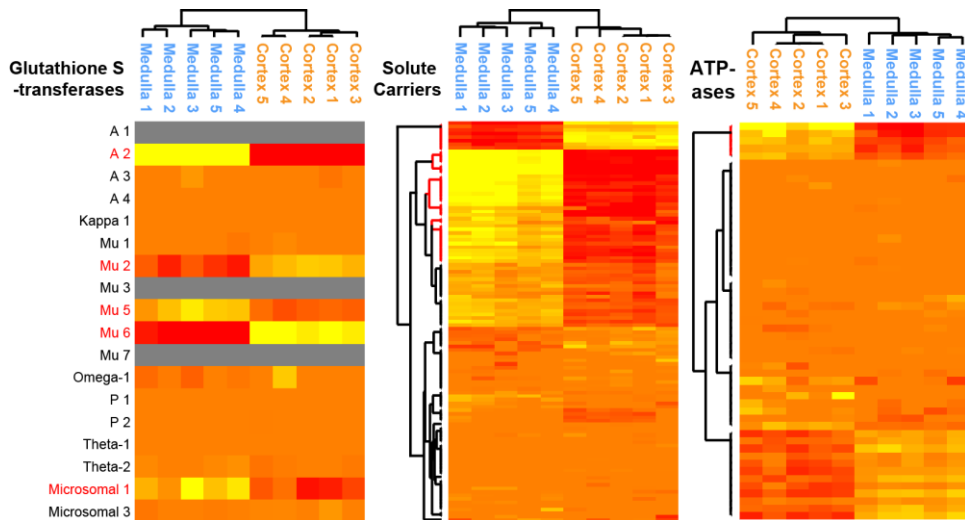 Glutathione S
-transferases
Medulla 1
Medulla 2
Medulla 3
Medulla 5
Medulla 4
Cortex 5
Cortex 4
Cortex 2
Cortex 1
Cortex 3
A 1
A 2
A 3
A 4
Kappa 1
Mu 1
Mu 2
Mu 3
Mu 5
Mu 6
Mu 7
Omega-1
P 1
P 2
Theta-1
Theta-2
Microsomal 1
Microsomal 3
Solute
Carriers
Medulla 1
Medulla 2
Medulla 3
Medulla 5
Medulla 4
Cortex 5
Cortex 4
Cortex 2
Cortex 1
Cortex 3
ATP-
ases
Cortex 5
Cortex 4
Cortex 2
Cortex 1
Cortex 3
Medulla 1
Medulla 2
Medulla 3
Medulla 5
Medulla 4